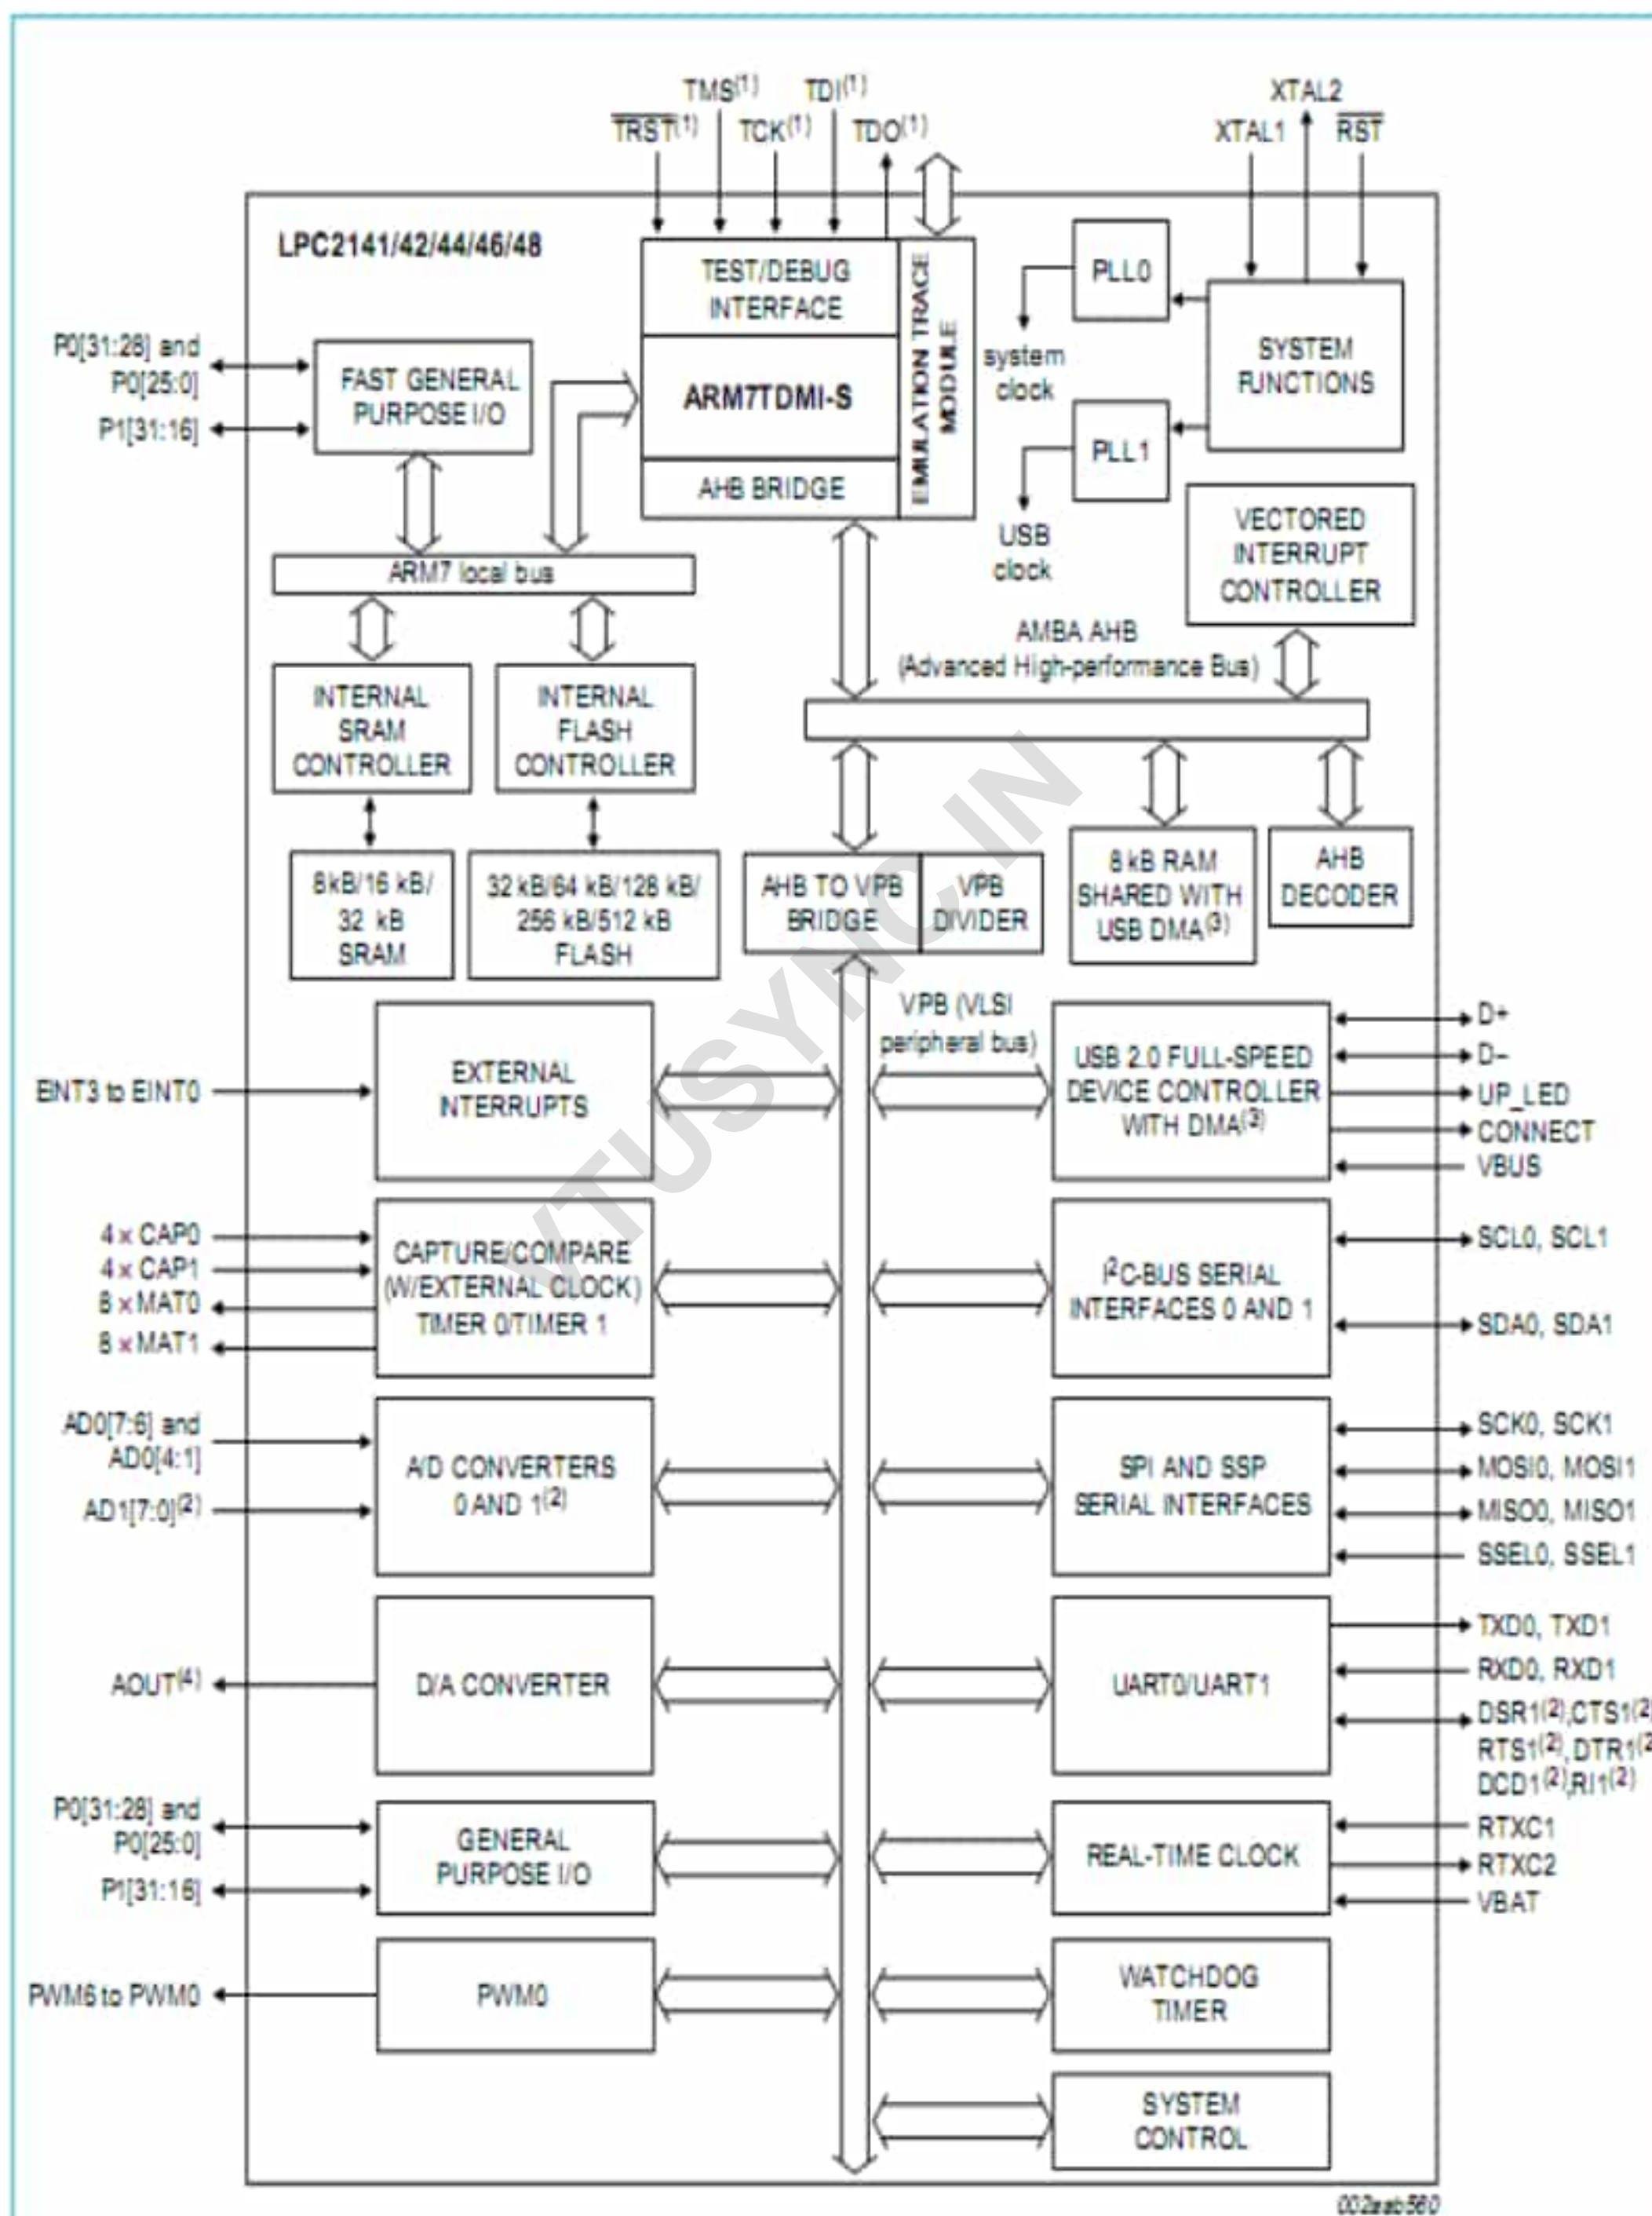 TMS(1)
TDI(1)
XTAL2
TRST(1)
TCK(1)
TDO(1)
XTAL1
RST
LPC2141/42/44/46/48
TEST/DEBUG
INTERFACE
ARM7TDMI-S
AHB BRIDGE
EMULATION TRACE
MODULE
PLL0
system
clock
PLL1
USB
clock
SYSTEM
FUNCTIONS
VECTORED
INTERRUPT
CONTROLLER
P0[31:28] and
P0[25:0]
P1[31:16]
FAST GENERAL
PURPOSE I/O
ARM7 local bus
AMBA AHB
(Advanced High-performance Bus)
INTERNAL
SRAM
CONTROLLER
INTERNAL
FLASH
CONTROLLER
8kB/16 kB/
32 kB
SRAM
32 kB/64 kB/128 kB/
256 kB/512 kB
FLASH
AHB TO VPB
BRIDGE
VPB
DIVIDER
8 kB RAM
SHARED WITH
USB DMA(3)
AHB
DECODER
VPB (VLSI
peripheral bus)
EINT3 to EINT0
EXTERNAL
INTERRUPTS
USB 2.0 FULL-SPEED
DEVICE CONTROLLER
WITH DMA(3)
D+
D−
UP_LED
CONNECT
VBUS
4 x CAP0
4 x CAP1
8 x MAT0
8 x MAT1
CAPTURE/COMPARE
(W/EXTERNAL CLOCK)
TIMER 0/TIMER 1
I2C-BUS SERIAL
INTERFACES 0 AND 1
SCL0, SCL1
SDA0, SDA1
AD0[7:6] and
AD0[4:1]
AD1[7:0](2)
A/D CONVERTERS
0 AND 1(2)
SPI AND SSP
SERIAL INTERFACES
SCK0, SCK1
MOSI0, MOSI1
MISO0, MISO1
SSEL0, SSEL1
AOUT(4)
D/A CONVERTER
UART0/UART1
TXD0, TXD1
RXD0, RXD1
DSR1(2),CTS1(2
RTS1(2), DTR1(2
DCD1(2),RI1(2)
P0[31:28] and
P0[25:0]
P1[31:16]
GENERAL
PURPOSE I/O
REAL-TIME CLOCK
RTXC1
RTXC2
VBAT
PWM6 to PWM0
PWM0
WATCHDOG
TIMER
SYSTEM
CONTROL
002aab560
VTUSYNC.IN